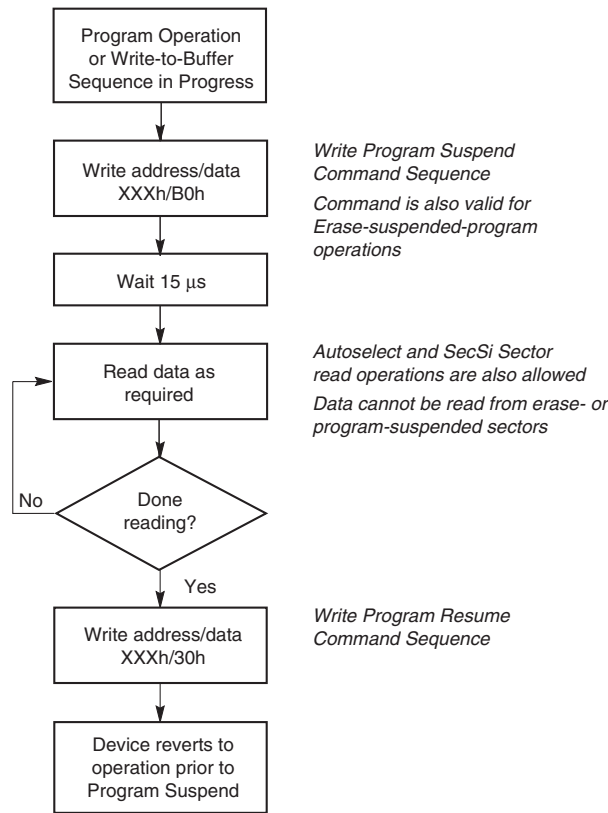 Program Operation
or Write-to-Buffer
Sequence in Progress
Write address/data
XXXh/B0h
Write Program Suspend
Command Sequence
Command is also valid for
Erase-suspended-program
operations
Wait 15 μs
Read data as
required
Autoselect and SecSi Sector
read operations are also allowed
Data cannot be read from erase- or
program-suspended sectors
No
Done
reading?
Yes
Write address/data
XXXh/30h
Write Program Resume
Command Sequence
Device reverts to
operation prior to
Program Suspend